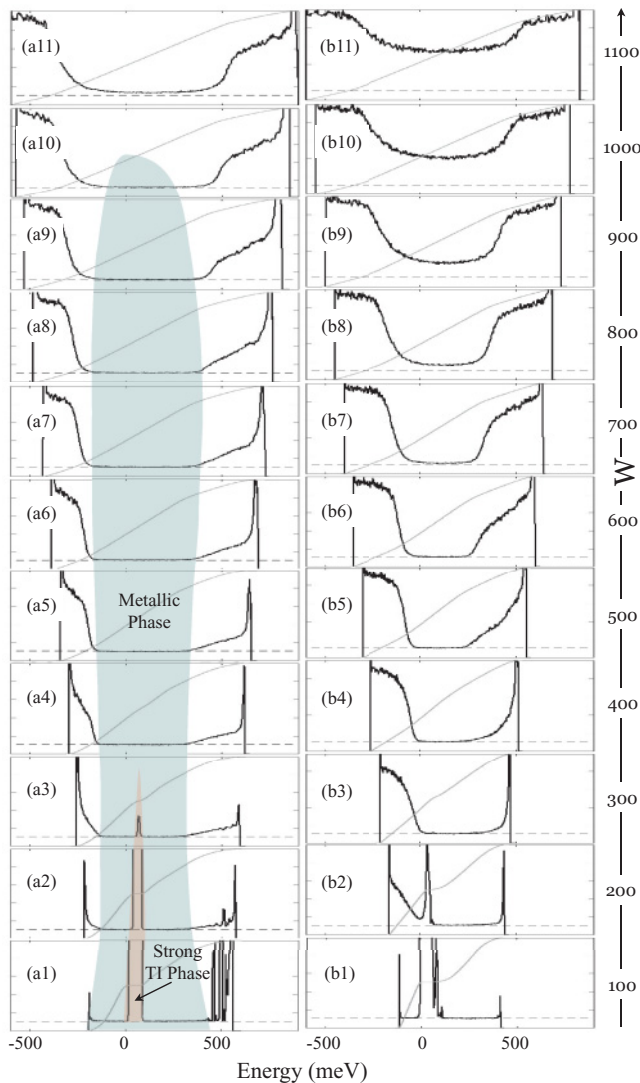 (a11) (b11) 1100
(a10) (b10) 1000
(a9) (b9) 900
(a8) (b8) 800
(a7) (b7) 700
W
(a6) (b6) 600
(a5) Metallic Phase (b5) 500
(a4) (b4) 400
(a3) (b3) 300
(a2) (b2) 200
(a1) Strong TI Phase (b1) 100
-500 0 500 -500 0 500
Energy (meV)